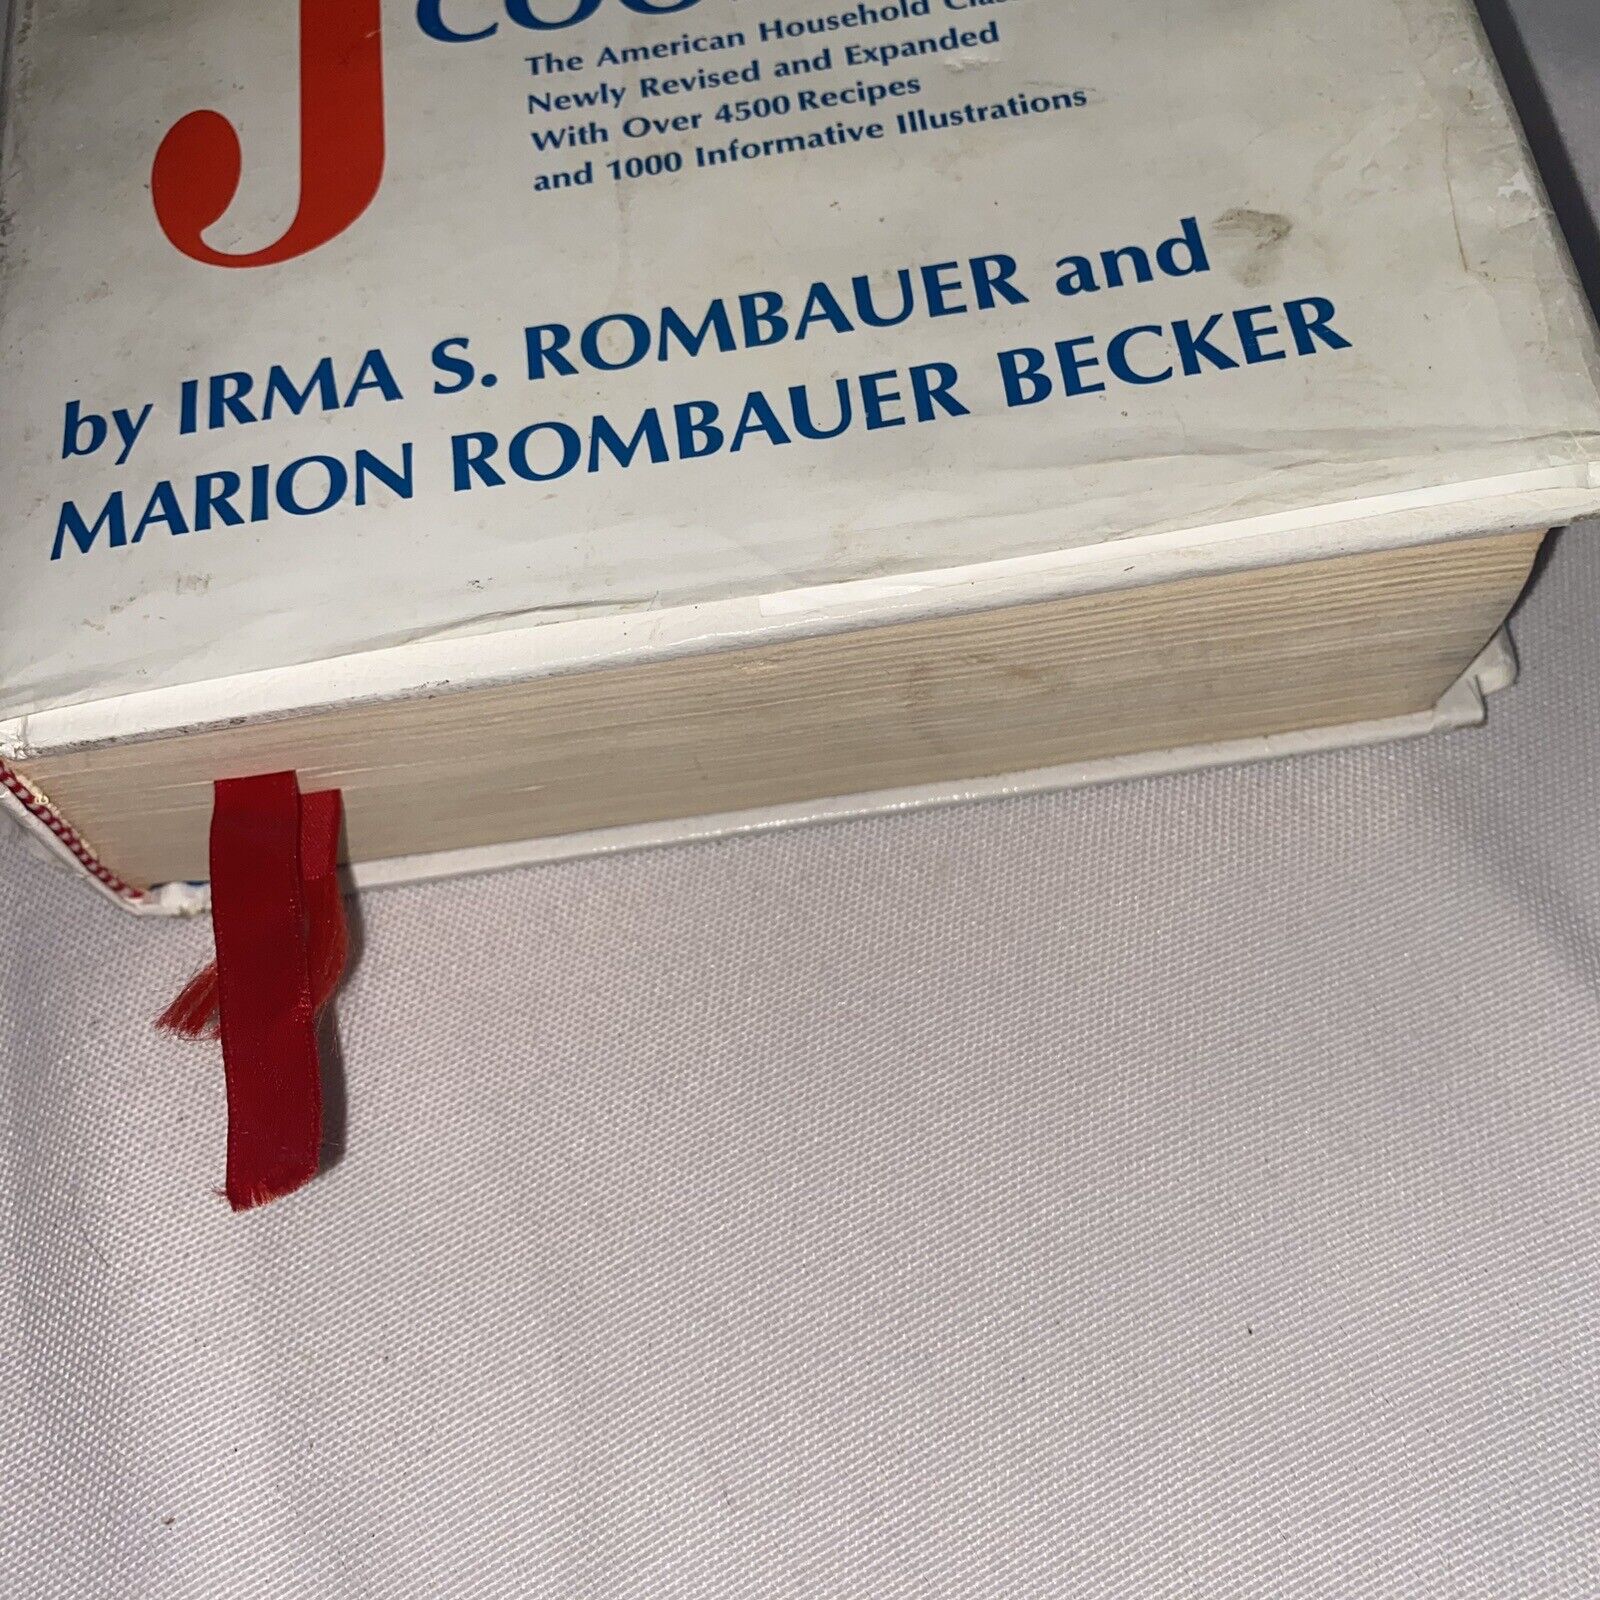 J
The American Household
Newly Revised and Expanded
With Over 4500 Recipes
and 1000 Informative Illustrations
by IRMA S. ROMBAUER and
MARION ROMBAUER BECKER